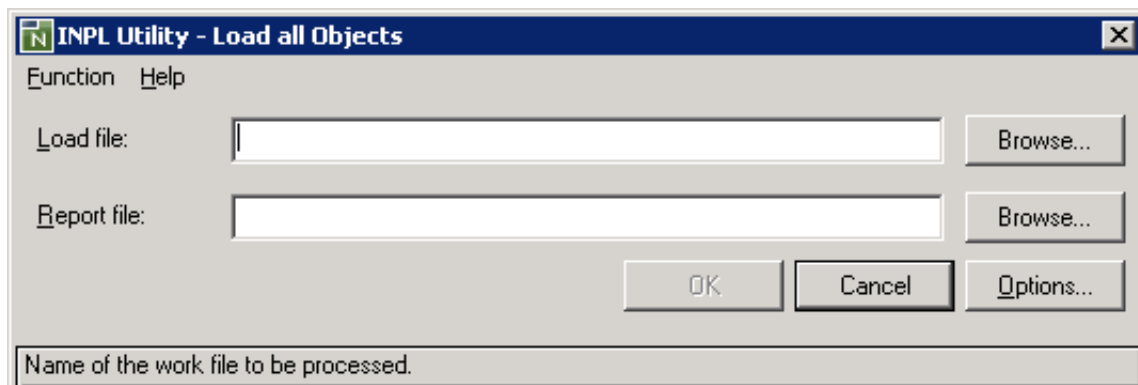 INPL Utility - Load all Objects
Function Help
Load file: Browse...
Report file: Browse...
OK Cancel Options...
Name of the work file to be processed.